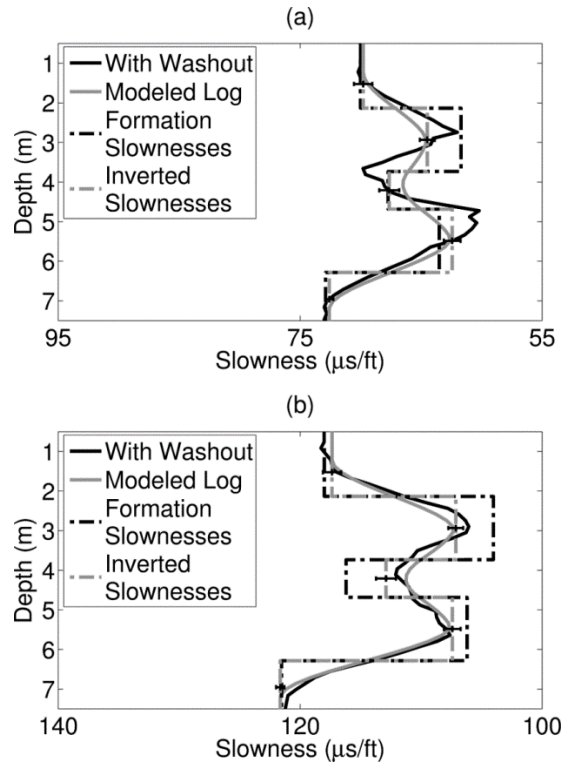 (a)
With Washout
Modeled Log
Formation
Slownesses
Inverted
Slownesses
Depth (m)
1
2
3
4
5
6
7
95
75
55
Slowness (μs/ft)
(b)
With Washout
Modeled Log
Formation
Slownesses
Inverted
Slownesses
Depth (m)
1
2
3
4
5
6
7
140
120
100
Slowness (μs/ft)